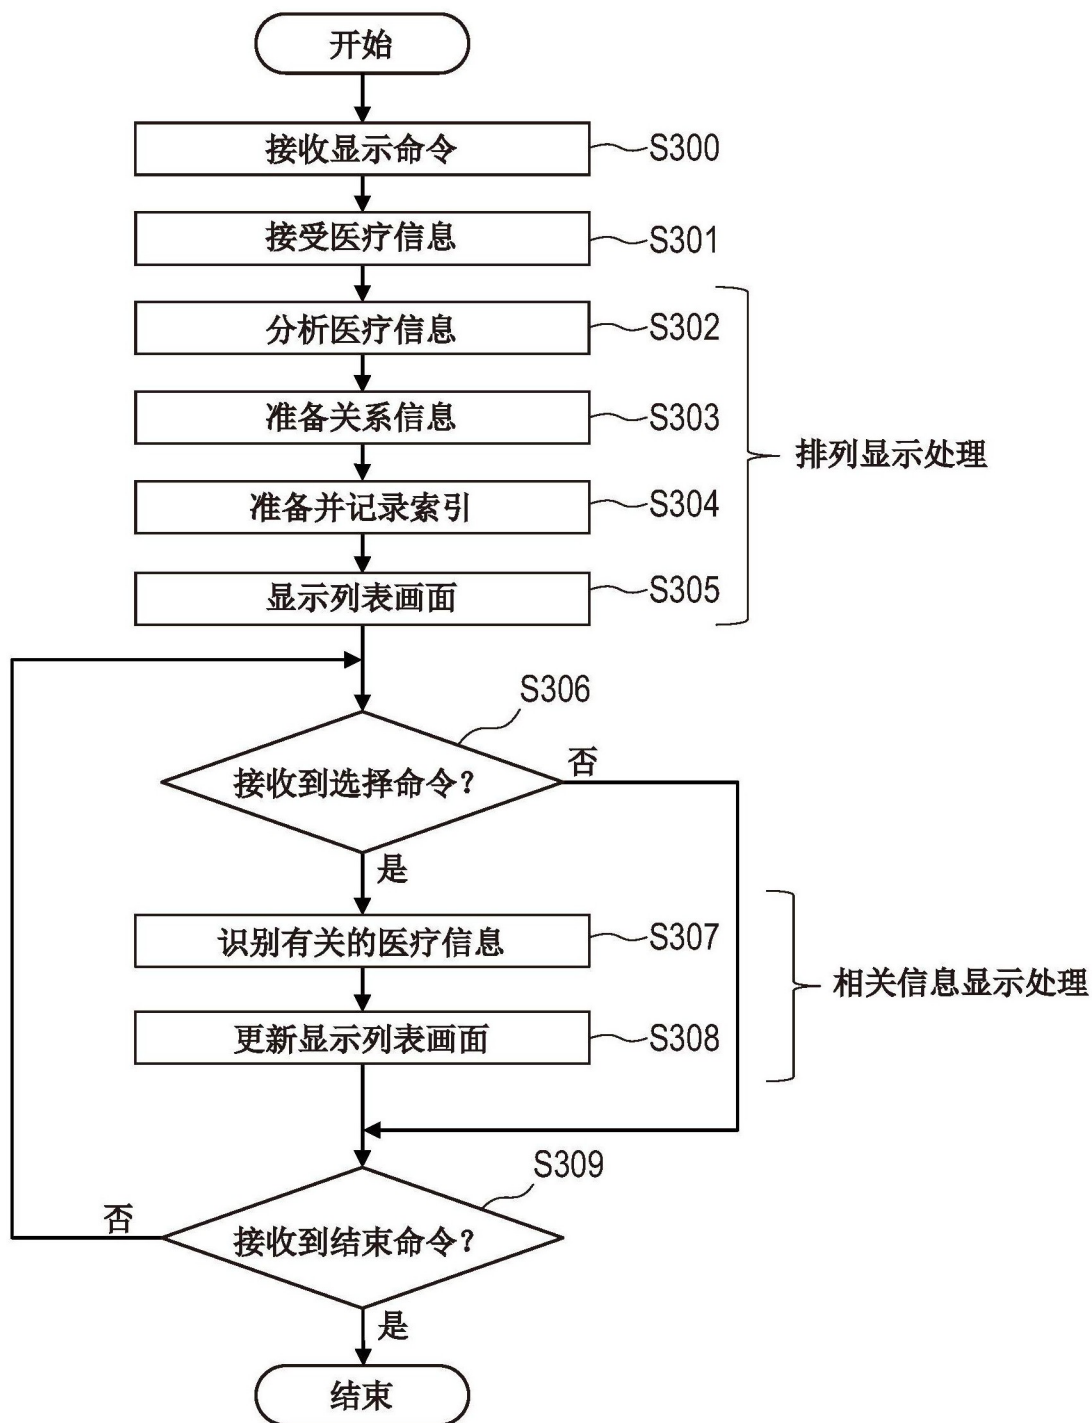 开始
接收显示命令
S300
接受医疗信息
S301
分析医疗信息
S302
准备关系信息
S303
排列显示处理
准备并记录索引
S304
显示列表画面
S305
S306
接收到选择命令?
否
是
识别有关的医疗信息
S307
相关信息显示处理
更新显示列表画面
S308
S309
否
接收到结束命令?
是
结束